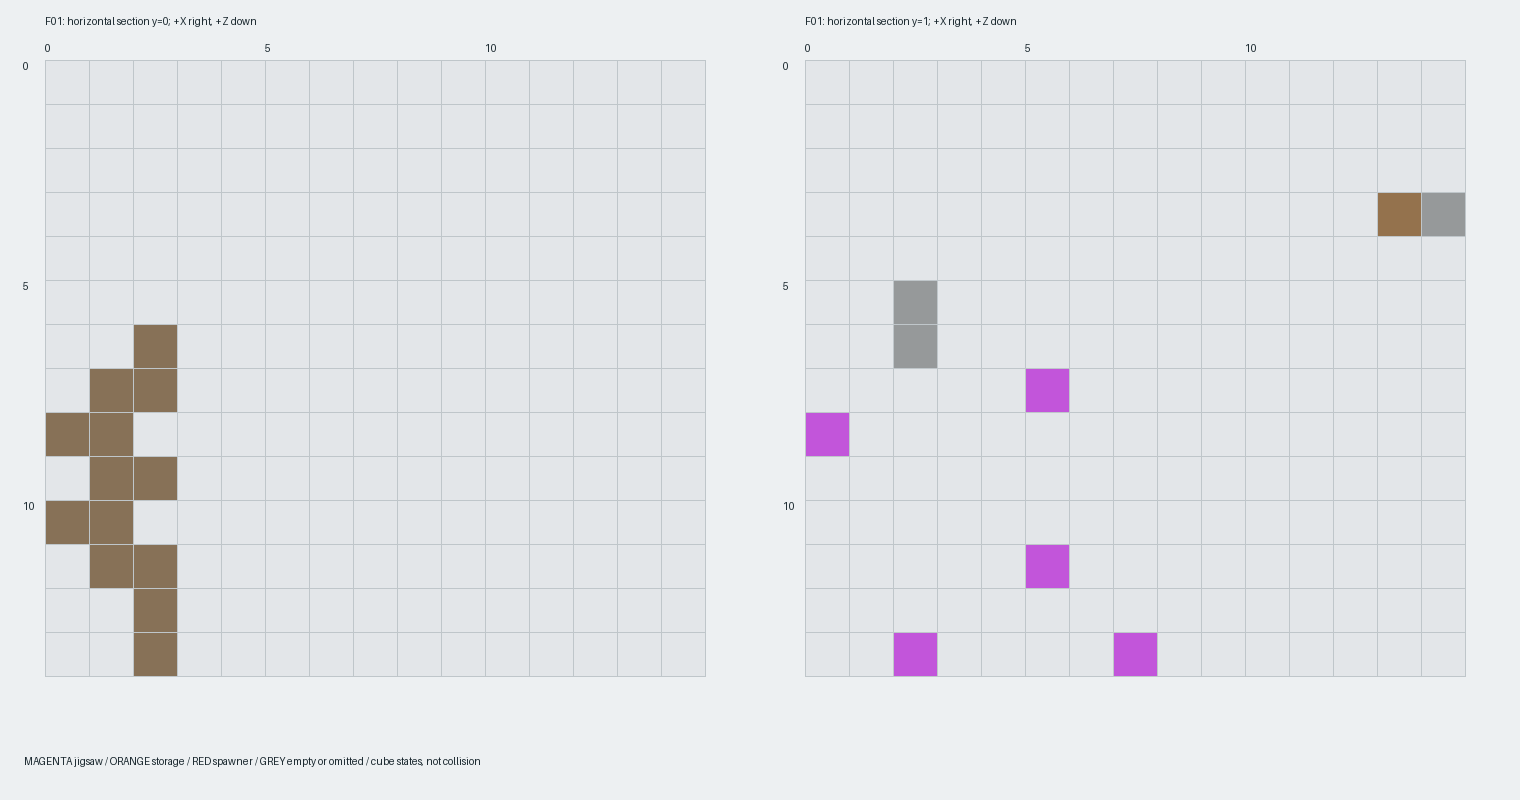 F01: horizontal section y=0; +X right, +Z down
F01: horizontal section y=1; +X right, +Z down
0 5 10
0 5 10
0
0
5
5
10
10
MAGENTA jigsaw / ORANGE storage / RED spawner / GREY empty or omitted / cube states, not collision